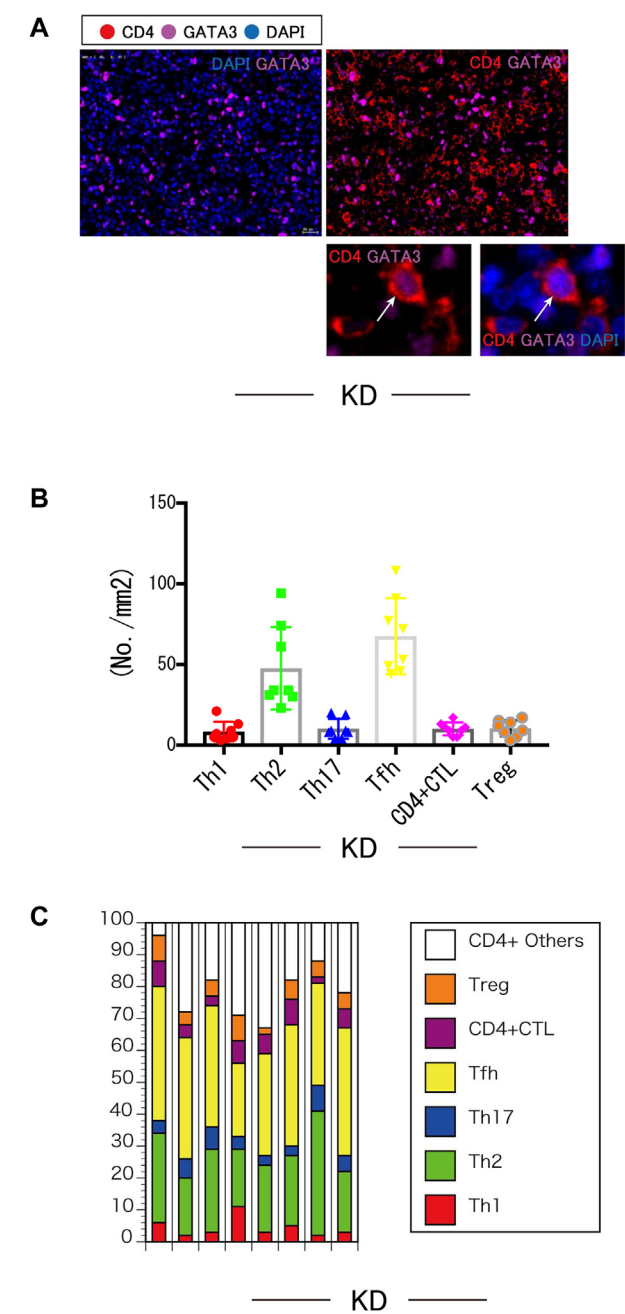 A
CD4 GATA3 DAPI
DAPI GATA3
CD4 GATA3
CD4 GATA3
CD4 GATA3 DAPI
KD
B
(No. /mm2)
150
100
50
0
Th1 Th2 Th17 Tfh CD4+CTL Treg
KD
C
100
90
80
70
60
50
40
30
20
10
0
CD4+ Others
Treg
CD4+CTL
Tfh
Th17
Th2
Th1
KD